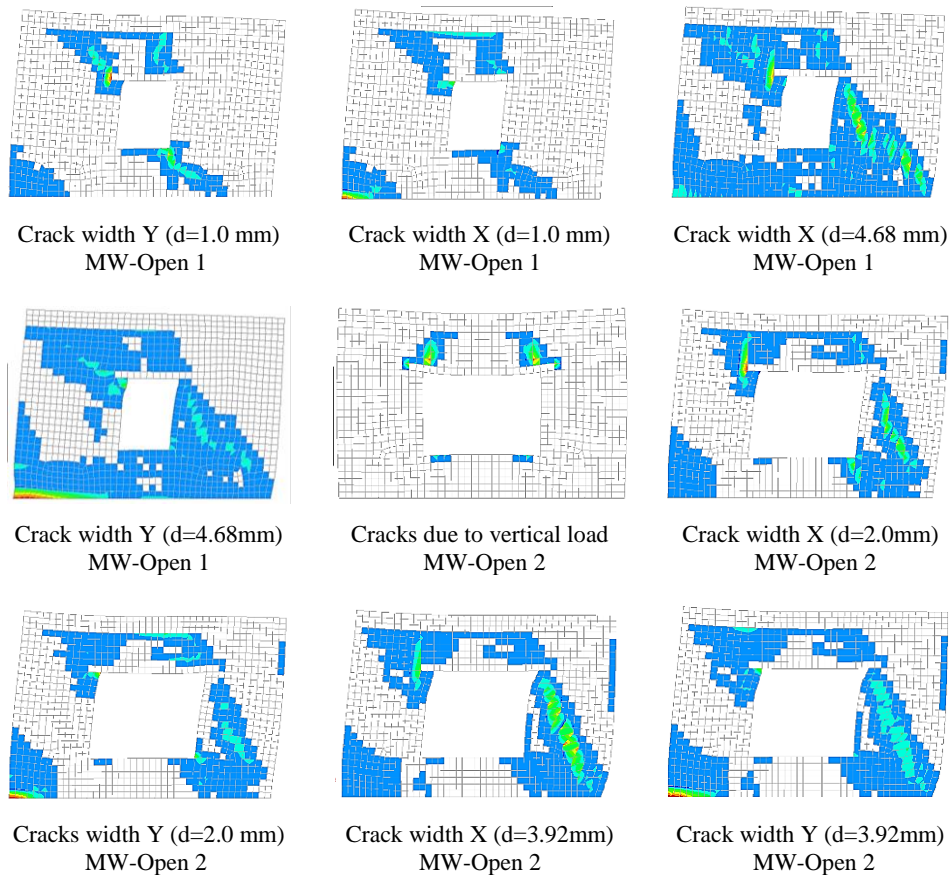 Crack width Y (d=1.0 mm)
MW-Open 1
Crack width X (d=1.0 mm)
MW-Open 1
Crack width X (d=4.68 mm)
MW-Open 1
Crack width Y (d=4.68mm)
MW-Open 1
Cracks due to vertical load
MW-Open 2
Crack width X (d=2.0mm)
MW-Open 2
Cracks width Y (d=2.0 mm)
MW-Open 2
Crack width X (d=3.92mm)
MW-Open 2
Crack width Y (d=3.92mm)
MW-Open 2